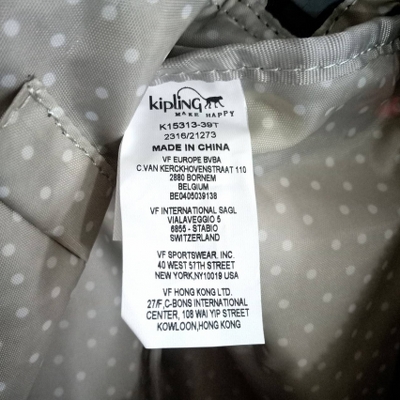 kipling
MAKE HAPPY
K15313-39T
2316/21273
MADE IN CHINA
VF EUROPE BVBA
C.VAN KERCKHOVENSTRAAT 110
2880 BORNEM
BELGIUM
BE0405039138
VF INTERNATIONAL SAGL
VIALAVEGGIO 5
6855 - STABIO
SWITZERLAND
VF SPORTSWEAR, INC.
40 WEST 57TH STREET
NEW YORK,NY10019 USA
VF HONG KONG LTD.
27/F,C-BONS INTERNATIONAL
CENTER, 108 WAI YIP STREET
KOWLOON,HONG KONG